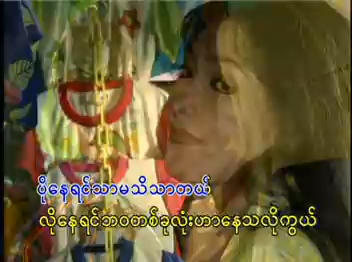 ပိုနေရင်သာမသိသာတယ်
လိုနေရင်ဘဝတစ်ခုလုံးဟာနေသလိုကွယ်